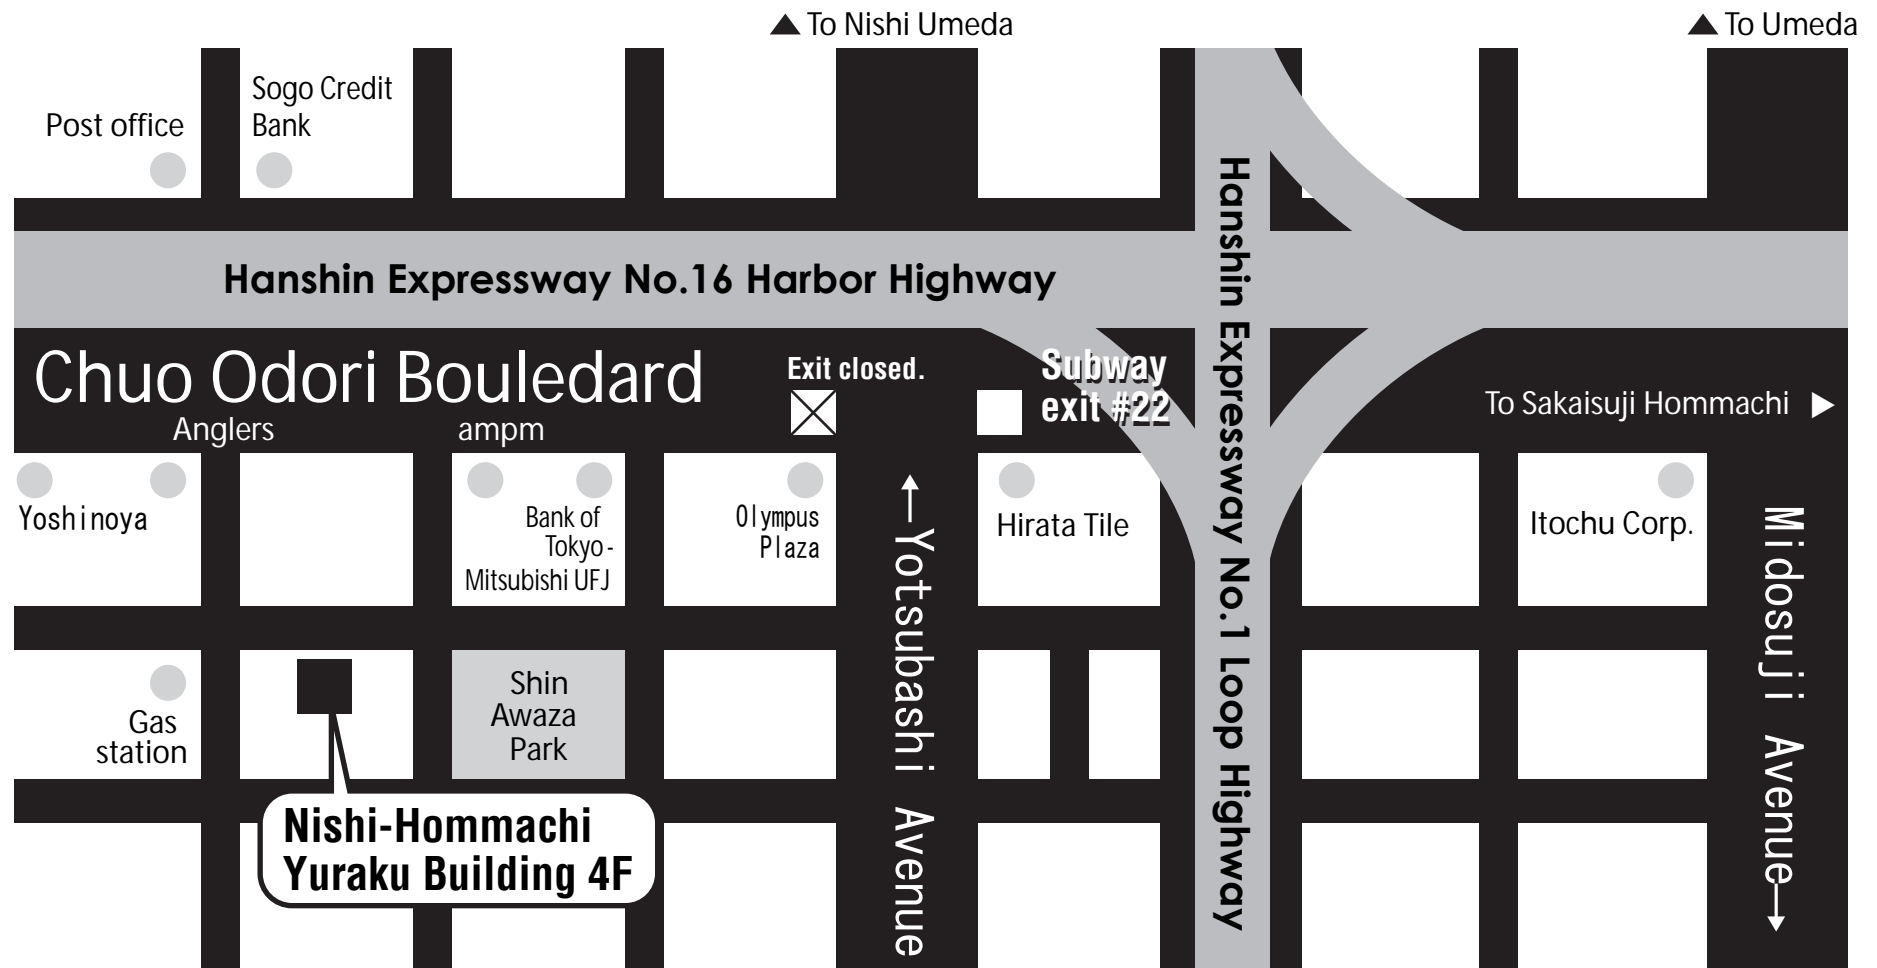 ▲ To Nishi Umeda
▲ To Umeda
Sogo Credit
Bank
Post office
Hanshin Expressway No.16 Harbor Highway
Hanshin Expressway No.1 Loop Highway
Chuo Odori Bouledard
Exit closed.
Subway
exit #22
To Sakaisuji Hommachi ▶
Anglers
ampm
Yoshinoya
Bank of
Tokyo-
Mitsubishi UFJ
Olympus
Plaza
←Yotsubashi Avenue
Hirata Tile
Itochu Corp.
Midosuji Avenue→
Gas
station
Shin
Awaza
Park
Nishi-Hommachi
Yuraku Building 4F